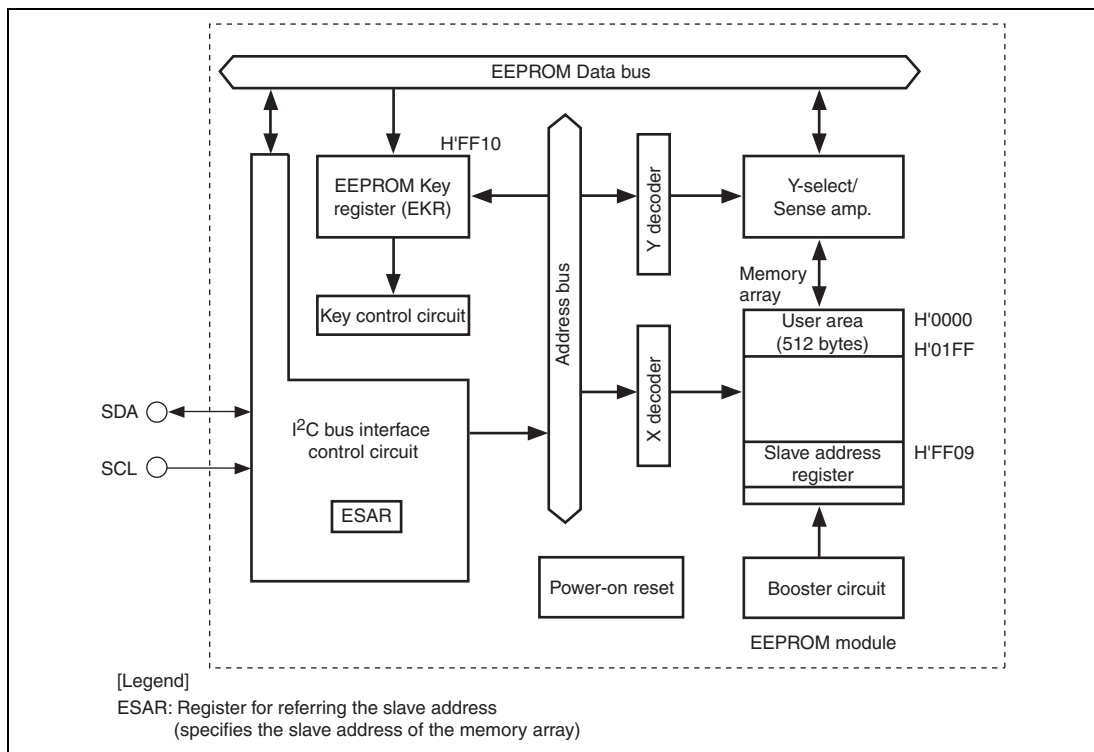 EEPROM Data bus
H'FF10
EEPROM Key
register (EKR)
Key control circuit
Address bus
Y decoder
Y-select/
Sense amp.
Memory
array
User area
(512 bytes)
H'0000
H'01FF
X decoder
Slave address
register
H'FF09
SDA
SCL
I2C bus interface
control circuit
ESAR
Power-on reset
Booster circuit
EEPROM module
[Legend]
ESAR: Register for referring the slave address
(specifies the slave address of the memory array)